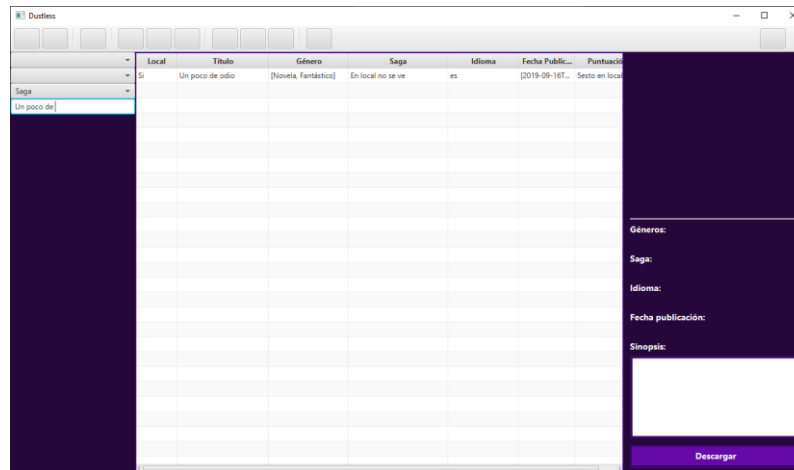 Dustless
Local Título Género Saga Idioma Fecha Public... Puntuació
Si Un poco de odio [Novela, Fantástico] En local no se ve es [2019-09-16T... Sesto en local
Saga
Un poco de
Géneros:
Saga:
Idioma:
Fecha publicación:
Sinopsis:
Descargar